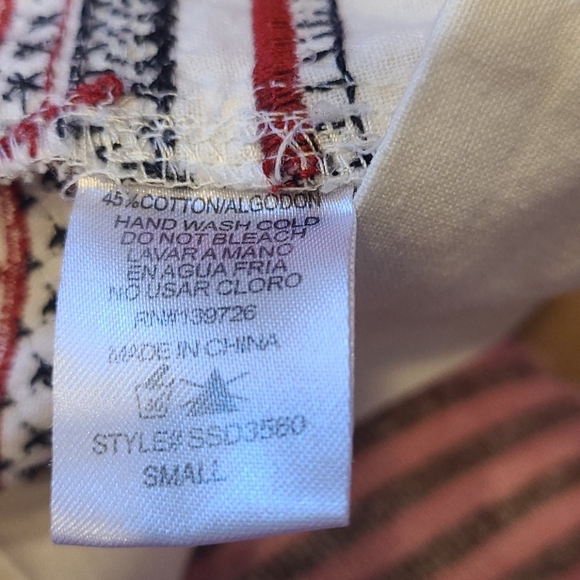 45%COTTON/ALGODON
HAND WASH COLD
DO NOT BLEACH
LAVAR A MANO
EN AGUA FRIA
NO USAR CLORO
RN#139726
MADE IN CHINA
30
STYLE# SSD3560
SMALL